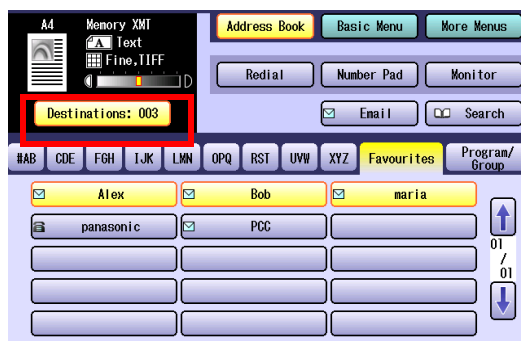 A4 Memory XMT
A Text
Fine,TIFF
D
Destinations: 003
Address Book Basic Menu More Menus
Redial Number Pad Monitor
Email Search
#AB CDE FGH IJK LMN OPQ RST UVW XYZ Favourites Program/
Group
Alex Bob maria
panasonic PCC
01
/
01